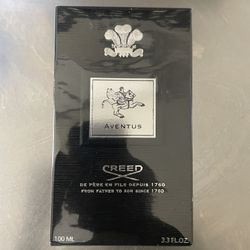 AVENTUS
CREED
DE PÈRE EN FILS DEPUIS 1760
FROM FATHER TO SON SINCE 1760
100 ML 3.3 FL.OZ.